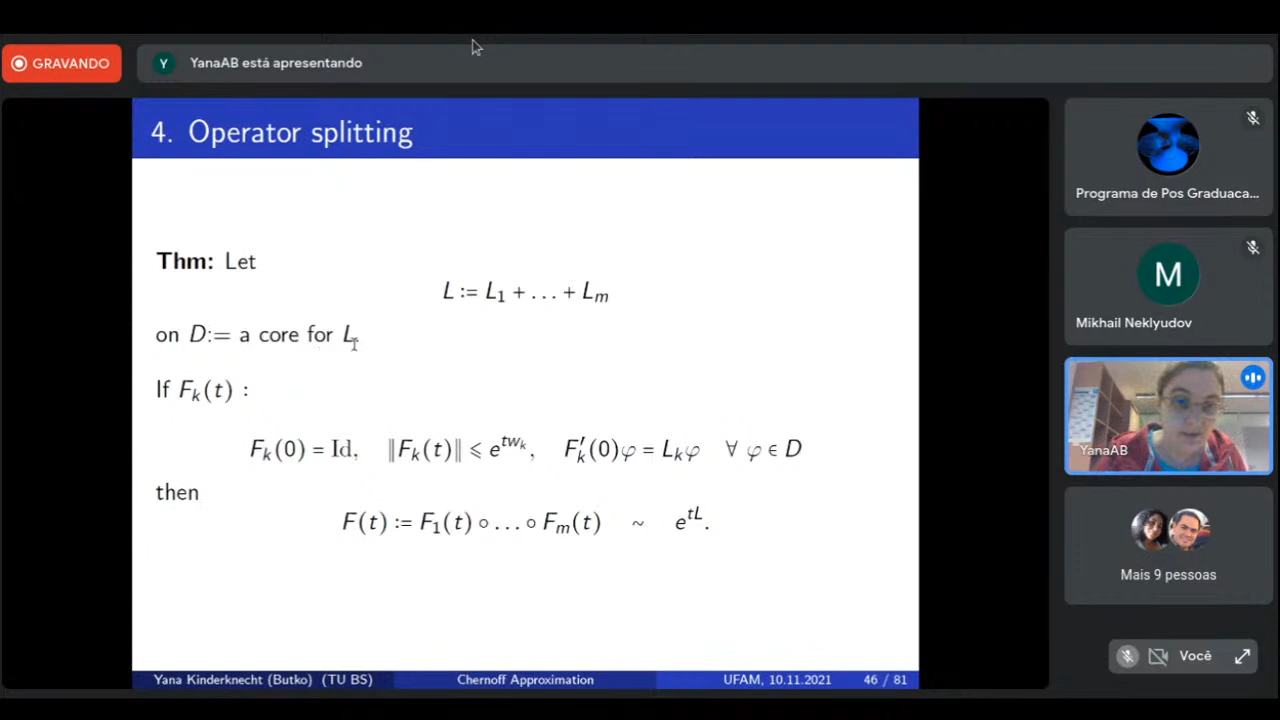 GRAVANDO
Y YanaAB está apresentando
4. Operator splitting
Thm: Let
L := L₁ + . . . + Lₘ
on D:= a core for L
If Fₖ(t) :
Fₖ(0) = Id, ‖Fₖ(t)‖ ⩽ e^{twₖ}, F′ₖ(0)φ = Lₖφ ∀ φ ∈ D
then
F(t) := F₁(t) ∘ . . . ∘ Fₘ(t) ~ e^{tL}.
Yana Kinderknecht (Butko) (TU BS) Chernoff Approximation UFAM, 10.11.2021 46 / 81
Programa de Pos Graduaca...
M
Mikhail Neklyudov
YanaAB
Mais 9 pessoas
Você